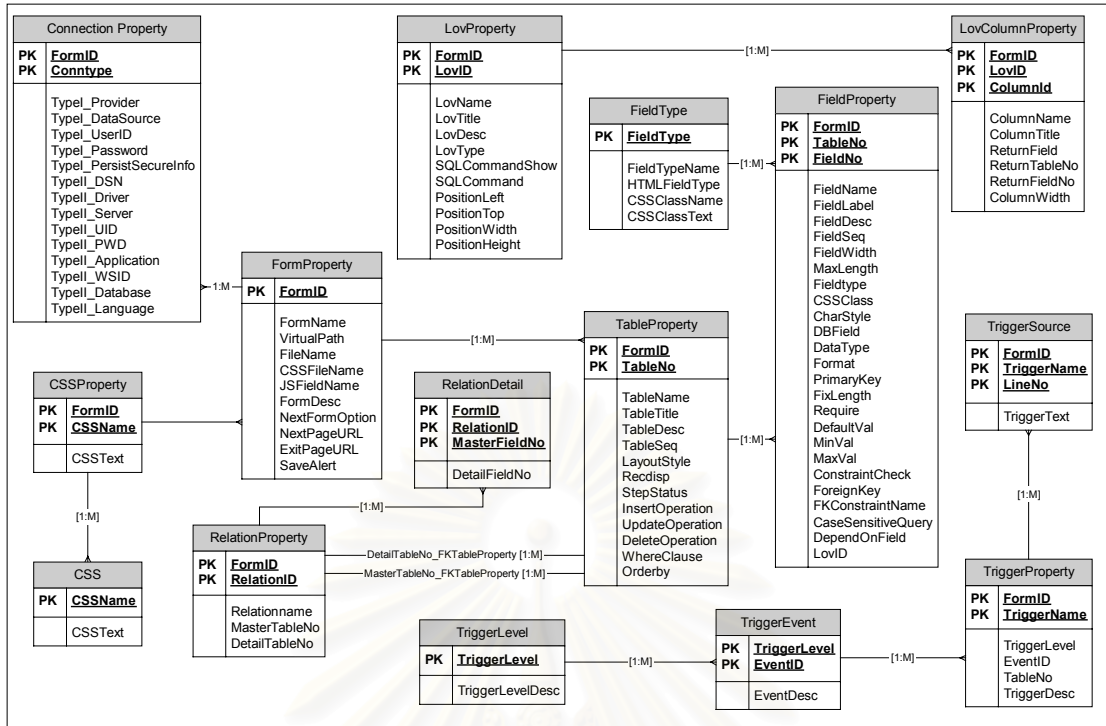 Connection Property
PK FormID
PK Conntype
TypeI_Provider
TypeI_DataSource
TypeI_UserID
TypeI_Password
TypeI_PersistSecureInfo
TypeII_DSN
TypeII_Driver
TypeII_Server
TypeII_UID
TypeII_PWD
TypeII_Application
TypeII_WSID
TypeII_Database
TypeII_Language
LovProperty
PK FormID
PK LovID
LovName
LovTitle
LovDesc
LovType
SQLCommandShow
SQLCommand
PositionLeft
PositionTop
PositionWidth
PositionHeight
[1:M]
LovColumnProperty
PK FormID
PK LovID
PK ColumnId
ColumnName
ColumnTitle
ReturnField
ReturnTableNo
ReturnFieldNo
ColumnWidth
FieldType
PK FieldType
FieldTypeName
HTMLFieldType
CSSClassName
CSSClassText
[1:M]
FieldProperty
PK FormID
PK TableNo
PK FieldNo
FieldName
FieldLabel
FieldDesc
FieldSeq
FieldWidth
MaxLength
Fieldtype
CSSClass
CharStyle
DBField
DataType
Format
PrimaryKey
FixLength
Require
DefaultVal
MinVal
MaxVal
ConstraintCheck
ForeignKey
FKConstraintName
CaseSensitiveQuery
DependOnField
LovID
1:M
FormProperty
PK FormID
FormName
VirtualPath
FileName
CSSFileName
JSFieldName
FormDesc
NextFormOption
NextPageURL
ExitPageURL
SaveAlert
[1:M]
TableProperty
PK FormID
PK TableNo
TableName
TableTitle
TableDesc
TableSeq
LayoutStyle
Recdisp
StepStatus
InsertOperation
UpdateOperation
DeleteOperation
WhereClause
Orderby
[1:M]
TriggerSource
PK FormID
PK TriggerName
PK LineNo
TriggerText
[1:M]
CSSProperty
PK FormID
PK CSSName
CSSText
[1:M]
RelationDetail
PK FormID
PK RelationID
PK MasterFieldNo
DetailFieldNo
[1:M]
RelationProperty
PK FormID
PK RelationID
Relationname
MasterTableNo
DetailTableNo
DetailTableNo_FKTableProperty [1:M]
MasterTableNo_FKTableProperty [1:M]
CSS
PK CSSName
CSSText
TriggerLevel
PK TriggerLevel
TriggerLevelDesc
[1:M]
TriggerEvent
PK TriggerLevel
PK EventID
EventDesc
[1:M]
TriggerProperty
PK FormID
PK TriggerName
TriggerLevel
EventID
TableNo
TriggerDesc